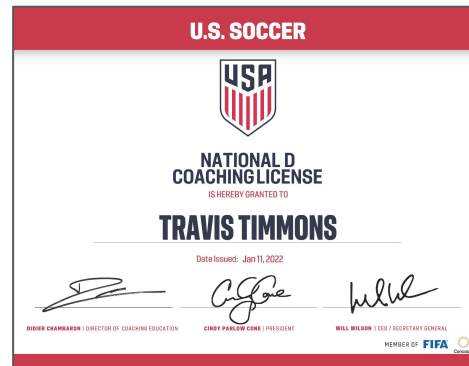 U.S. SOCCER
USA
NATIONAL D
COACHING LICENSE
IS HEREBY GRANTED TO
TRAVIS TIMMONS
Date Issued: Jan 11, 2022
DIDIER CHAMBARON | DIRECTOR OF COACHING EDUCATION
CINDY PARLOW CONE | PRESIDENT
WILL WILSON | CEO / SECRETARY GENERAL
MEMBER OF FIFA